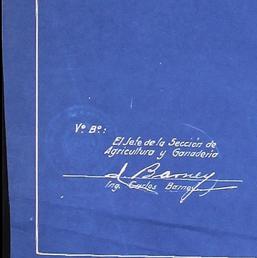 Vº Bº:
El Jefe de la Sección de
Agricultura y Ganadería
Barney
Ing. Carlos Barney